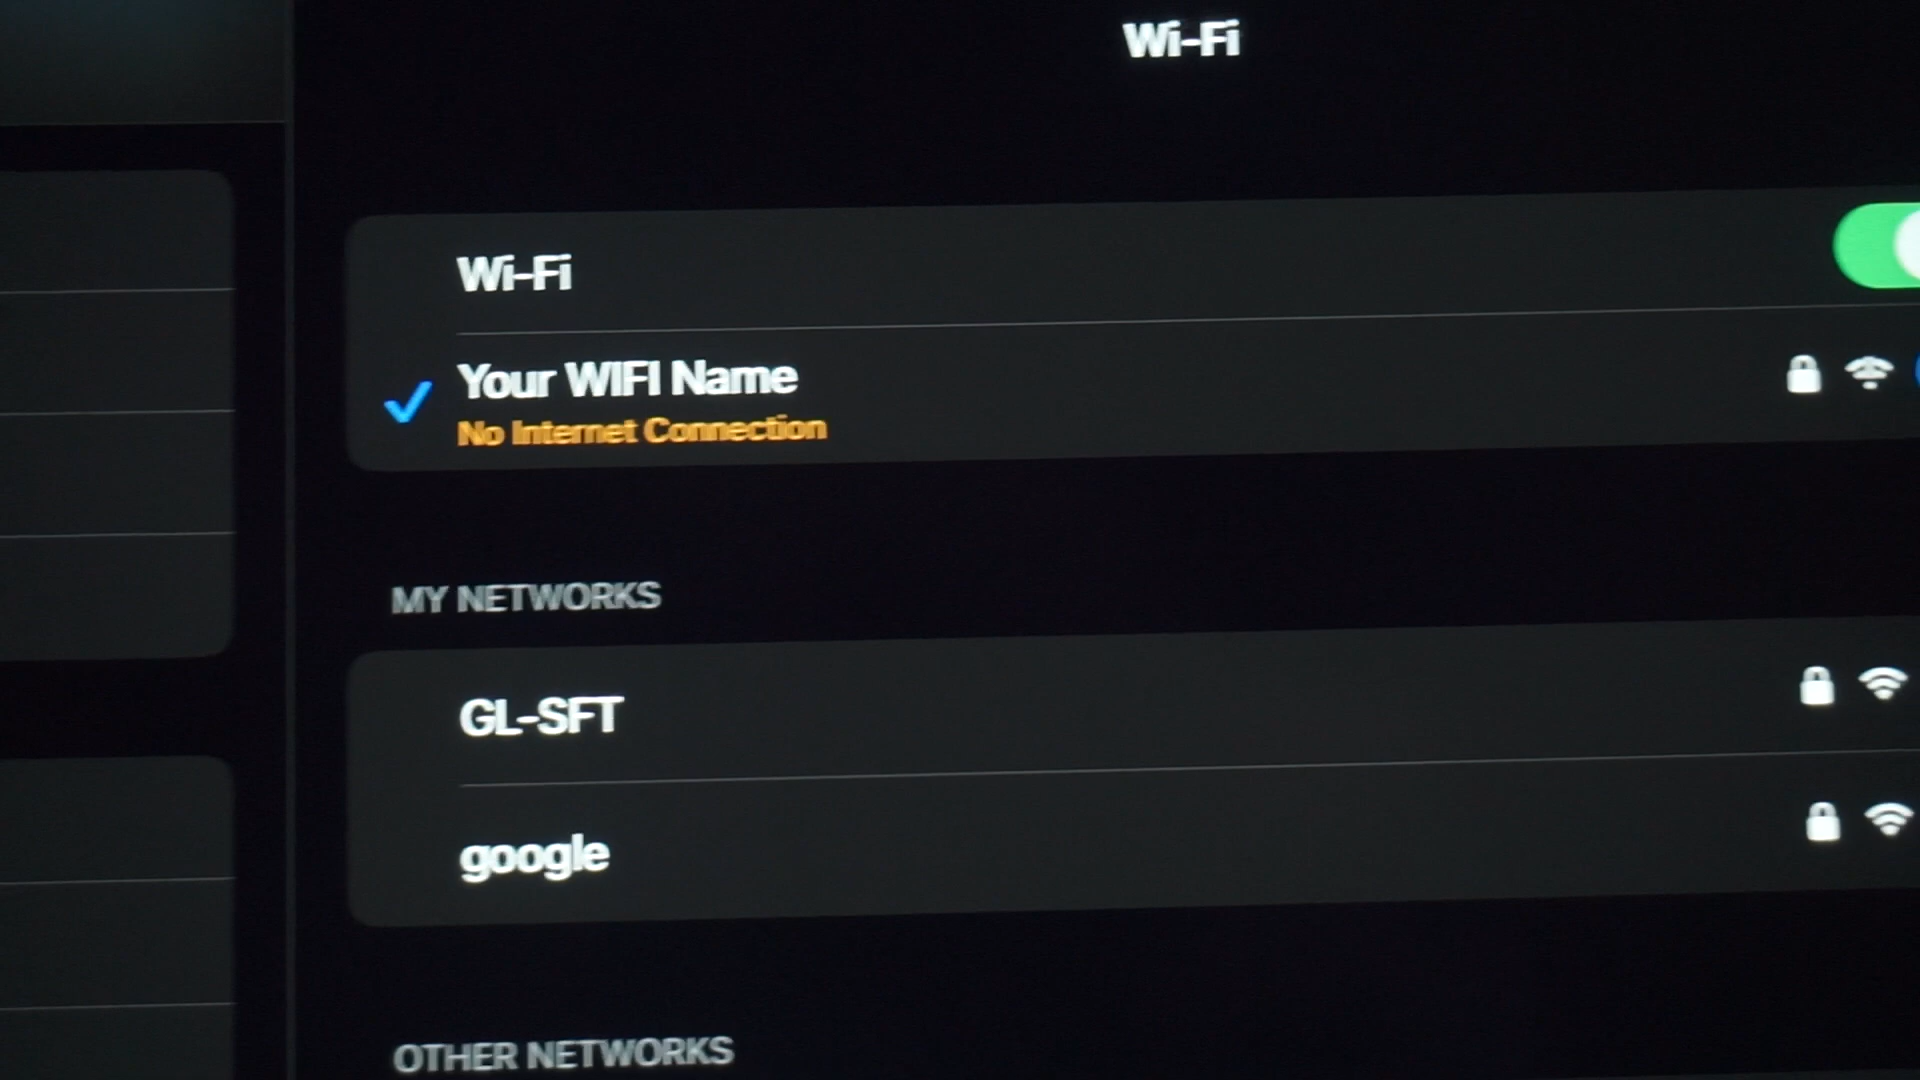 Wi-Fi
Wi-Fi
Your WIFI Name
No Internet Connection
MY NETWORKS
GL-SFT
google
OTHER NETWORKS